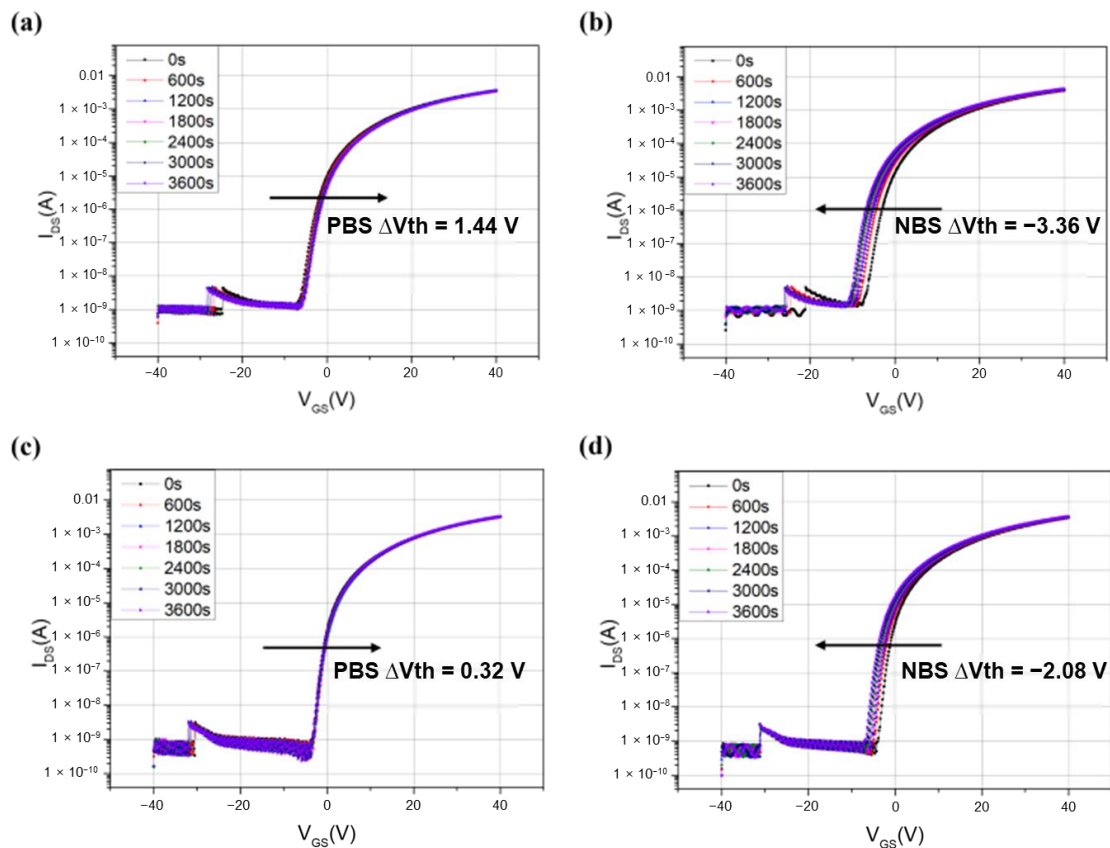 (a)
0s
600s
1200s
1800s
2400s
3000s
3600s
0.01
1 × 10⁻³
1 × 10⁻⁴
1 × 10⁻⁵
1 × 10⁻⁶
1 × 10⁻⁷
1 × 10⁻⁸
1 × 10⁻⁹
1 × 10⁻¹⁰
I_DS(A)
PBS ΔVth = 1.44 V
−40 −20 0 20 40
V_GS(V)
(b)
0s
600s
1200s
1800s
2400s
3000s
3600s
0.01
1 × 10⁻³
1 × 10⁻⁴
1 × 10⁻⁵
1 × 10⁻⁶
1 × 10⁻⁷
1 × 10⁻⁸
1 × 10⁻⁹
1 × 10⁻¹⁰
I_DS(A)
NBS ΔVth = −3.36 V
−40 −20 0 20 40
V_GS(V)
(c)
0s
600s
1200s
1800s
2400s
3000s
3600s
0.01
1 × 10⁻³
1 × 10⁻⁴
1 × 10⁻⁵
1 × 10⁻⁶
1 × 10⁻⁷
1 × 10⁻⁸
1 × 10⁻⁹
1 × 10⁻¹⁰
I_DS(A)
PBS ΔVth = 0.32 V
−40 −20 0 20 40
V_GS(V)
(d)
0s
600s
1200s
1800s
2400s
3000s
3600s
0.01
1 × 10⁻³
1 × 10⁻⁴
1 × 10⁻⁵
1 × 10⁻⁶
1 × 10⁻⁷
1 × 10⁻⁸
1 × 10⁻⁹
1 × 10⁻¹⁰
I_DS(A)
NBS ΔVth = −2.08 V
−40 −20 0 20 40
V_GS(V)